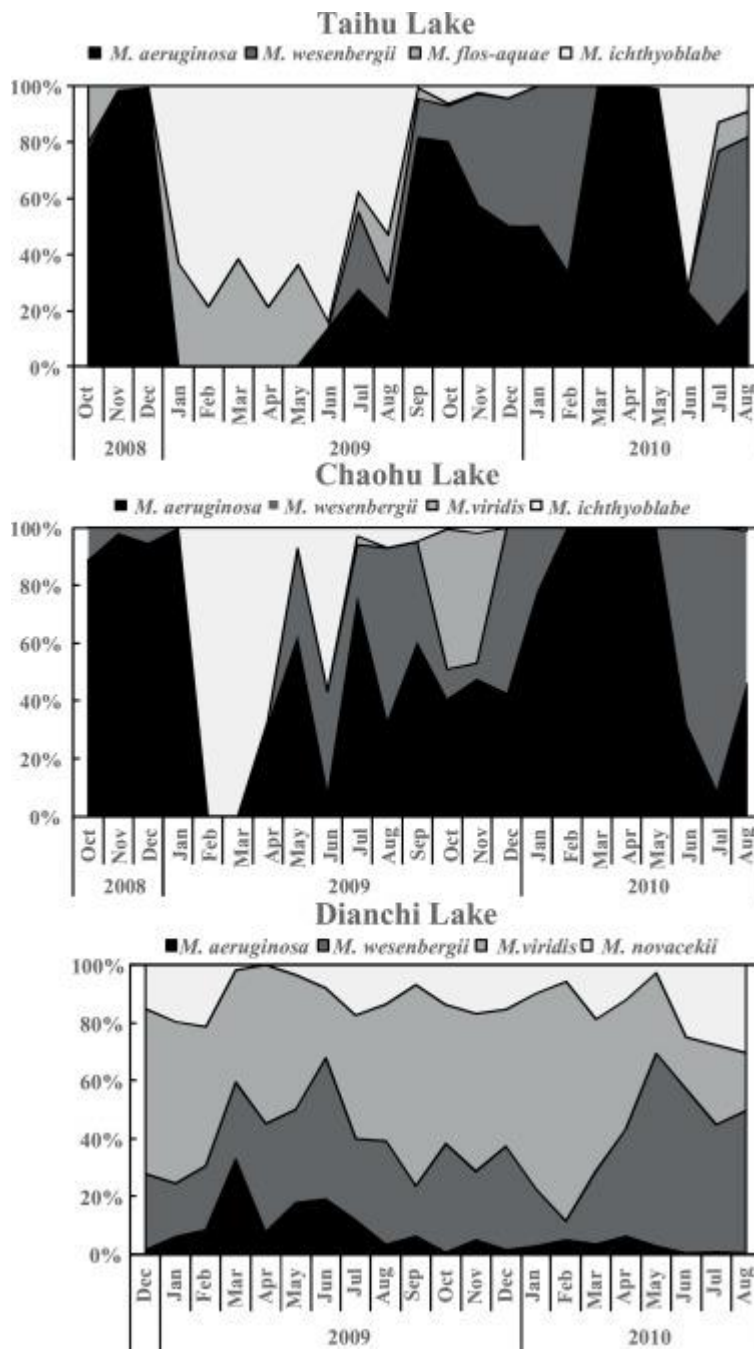 Taihu Lake
M. aeruginosa M. wesenbergii M. flos-aquae M. ichthyoblabe
100%
80%
60%
40%
20%
0%
Oct Nov Dec Jan Feb Mar Apr May Jun Jul Aug Sep Oct Nov Dec Jan Feb Mar Apr May Jun Jul Aug
2008 2009 2010
Chaohu Lake
M. aeruginosa M. wesenbergii M.viridis M. ichthyoblabe
100%
80%
60%
40%
20%
0%
Oct Nov Dec Jan Feb Mar Apr May Jun Jul Aug Sep Oct Nov Dec Jan Feb Mar Apr May Jun Jul Aug
2008 2009 2010
Dianchi Lake
M. aeruginosa M. wesenbergii M.viridis M. novacekii
100%
80%
60%
40%
20%
0%
Dec Jan Feb Mar Apr May Jun Jul Aug Sep Oct Nov Dec Jan Feb Mar Apr May Jun Jul Aug
2009 2010